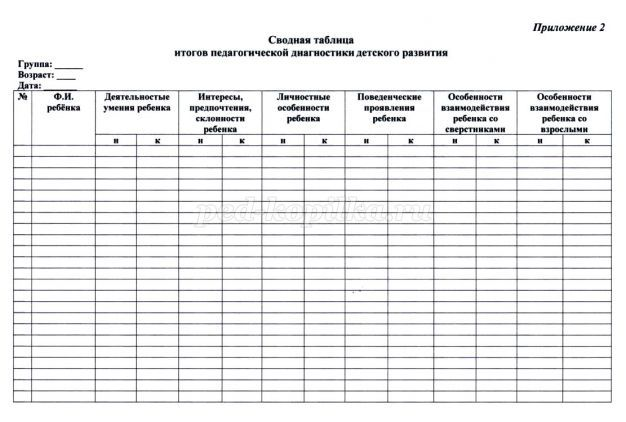 Приложение 2
Сводная таблица
итогов педагогической диагностики детского развития
Группа: ______
Возраст: ____
Дата: _______
№
Ф.И.
ребёнка
Деятельностые
умения ребенка
Интересы,
предпочтения,
склонности
ребенка
Личностные
особенности
ребенка
Поведенческие
проявления
ребенка
Особенности
взаимодействия
ребенка со
сверстниками
Особенности
взаимодействия
ребенка со
взрослыми
н к н к н к н к н к н к
ped-kopilka.ru